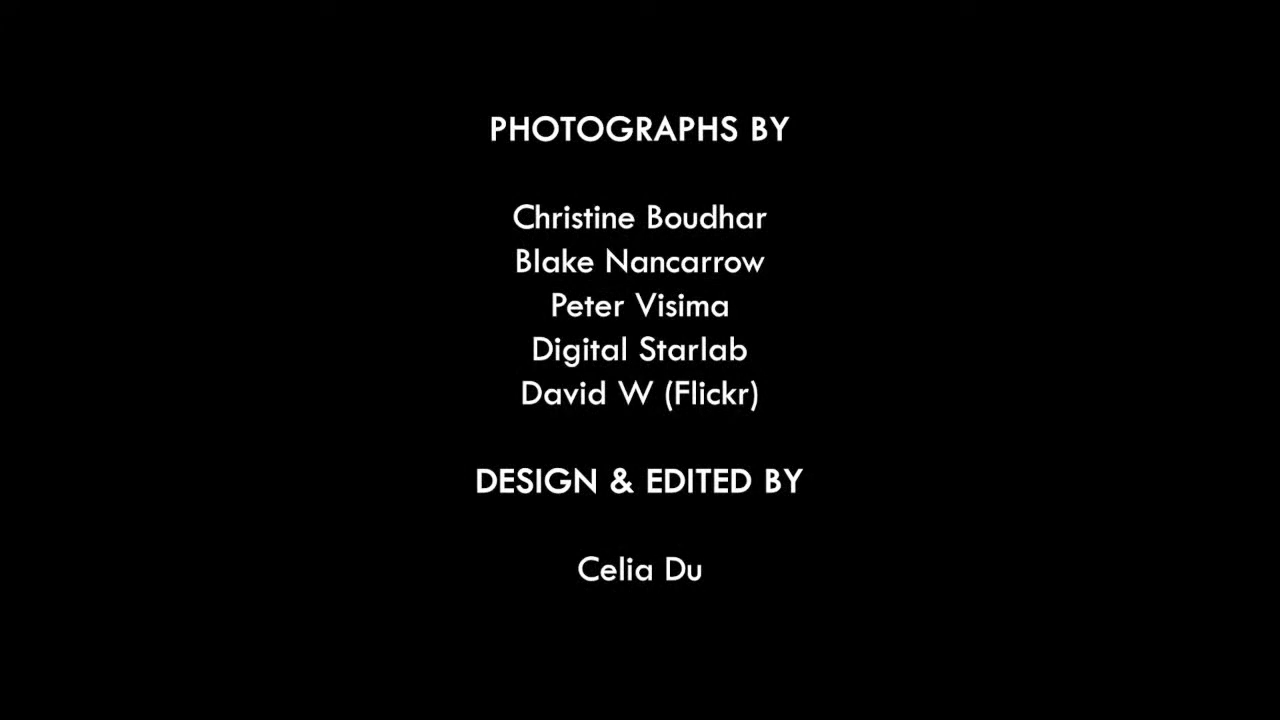 PHOTOGRAPHS BY
Christine Boudhar
Blake Nancarrow
Peter Visima
Digital Starlab
David W (Flickr)
DESIGN & EDITED BY
Celia Du